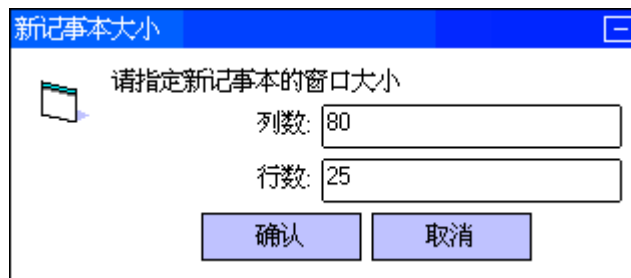 新记事本大小
请指定新记事本的窗口大小
列数: 80
行数: 25
确认 取消